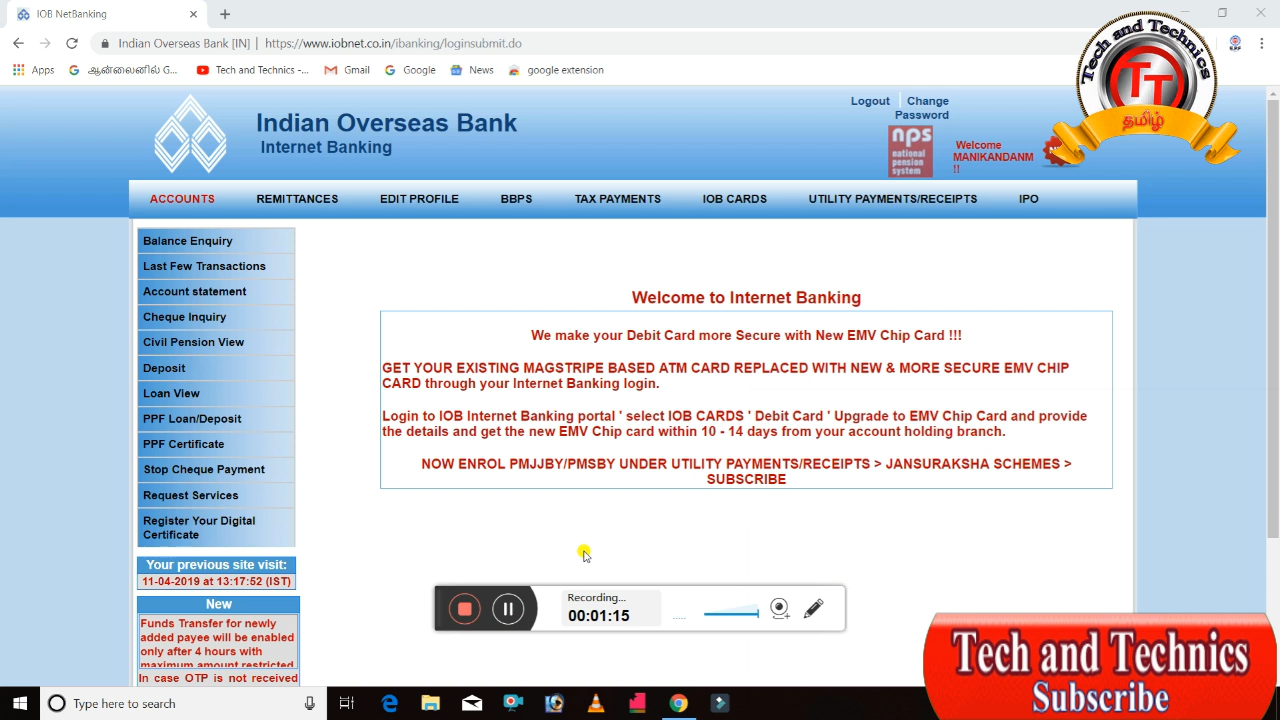 IOB NetBanking
Indian Overseas Bank [IN] | https://www.iobnet.co.in/ibanking/loginsubmit.do
Apps ஆன்லைனில் G... Tech and Technics -... Gmail Google News google extension
Tech and Technics
TT
தமிழ்
Indian Overseas Bank
Internet Banking
Logout Change
Password
nps
national
pension
system
Welcome
MANIKANDANM
!!
ACCOUNTS REMITTANCES EDIT PROFILE BBPS TAX PAYMENTS IOB CARDS UTILITY PAYMENTS/RECEIPTS IPO
Balance Enquiry
Last Few Transactions
Account statement
Cheque Inquiry
Civil Pension View
Deposit
Loan View
PPF Loan/Deposit
PPF Certificate
Stop Cheque Payment
Request Services
Register Your Digital
Certificate
Your previous site visit:
11-04-2019 at 13:17:52 (IST)
New
Funds Transfer for newly
added payee will be enabled
only after 4 hours with
maximum amount restricted
In case OTP is not received
Welcome to Internet Banking
We make your Debit Card more Secure with New EMV Chip Card !!!
GET YOUR EXISTING MAGSTRIPE BASED ATM CARD REPLACED WITH NEW & MORE SECURE EMV CHIP
CARD through your Internet Banking login.
Login to IOB Internet Banking portal ' select IOB CARDS ' Debit Card ' Upgrade to EMV Chip Card and provide
the details and get the new EMV Chip card within 10 - 14 days from your account holding branch.
NOW ENROL PMJJBY/PMSBY UNDER UTILITY PAYMENTS/RECEIPTS > JANSURAKSHA SCHEMES >
SUBSCRIBE
Recording...
00:01:15
Tech and Technics
Subscribe
Type here to search